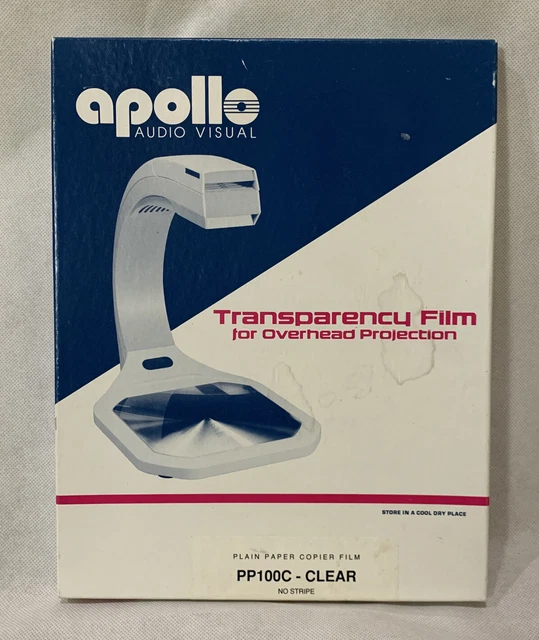 apollo
AUDIO VISUAL
Transparency Film
for Overhead Projection
STORE IN A COOL DRY PLACE
PLAIN PAPER COPIER FILM
PP100C - CLEAR
NO STRIPE